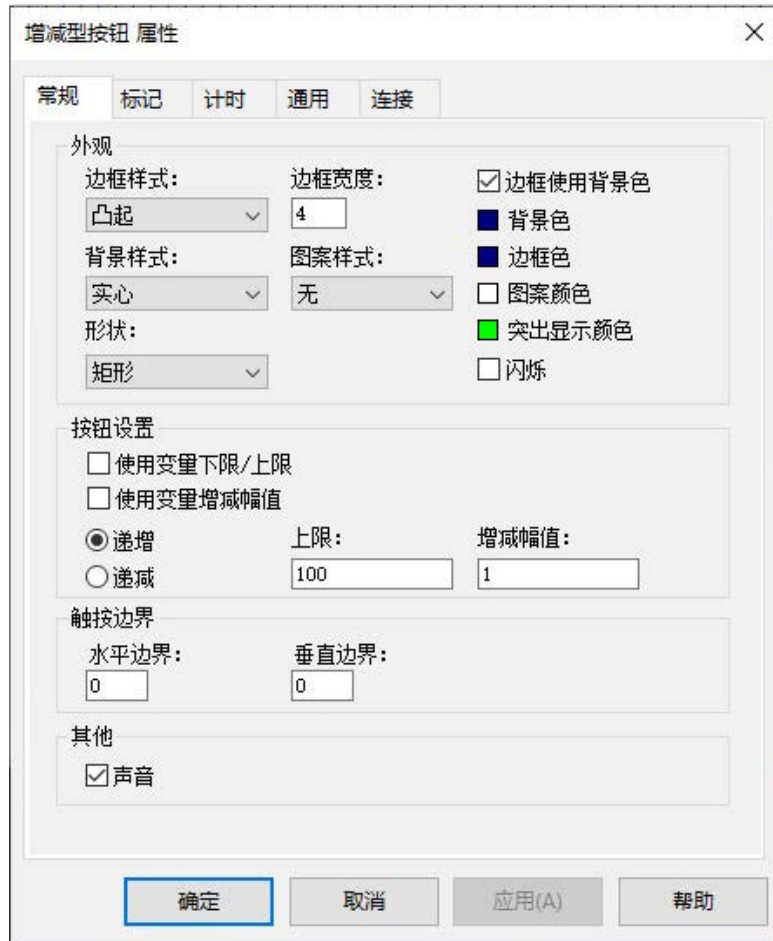 增减型按钮 属性
常规 标记 计时 通用 连接
外观
边框样式: 边框宽度: 边框使用背景色
凸起 4 背景色
背景样式: 图案样式: 边框色
实心 无 图案颜色
形状: 突出显示颜色
矩形 闪烁
按钮设置
使用变量下限/上限
使用变量增减幅值
递增 上限: 增减幅值:
递减 100 1
触按边界
水平边界: 垂直边界:
0 0
其他
声音
确定 取消 应用(A) 帮助